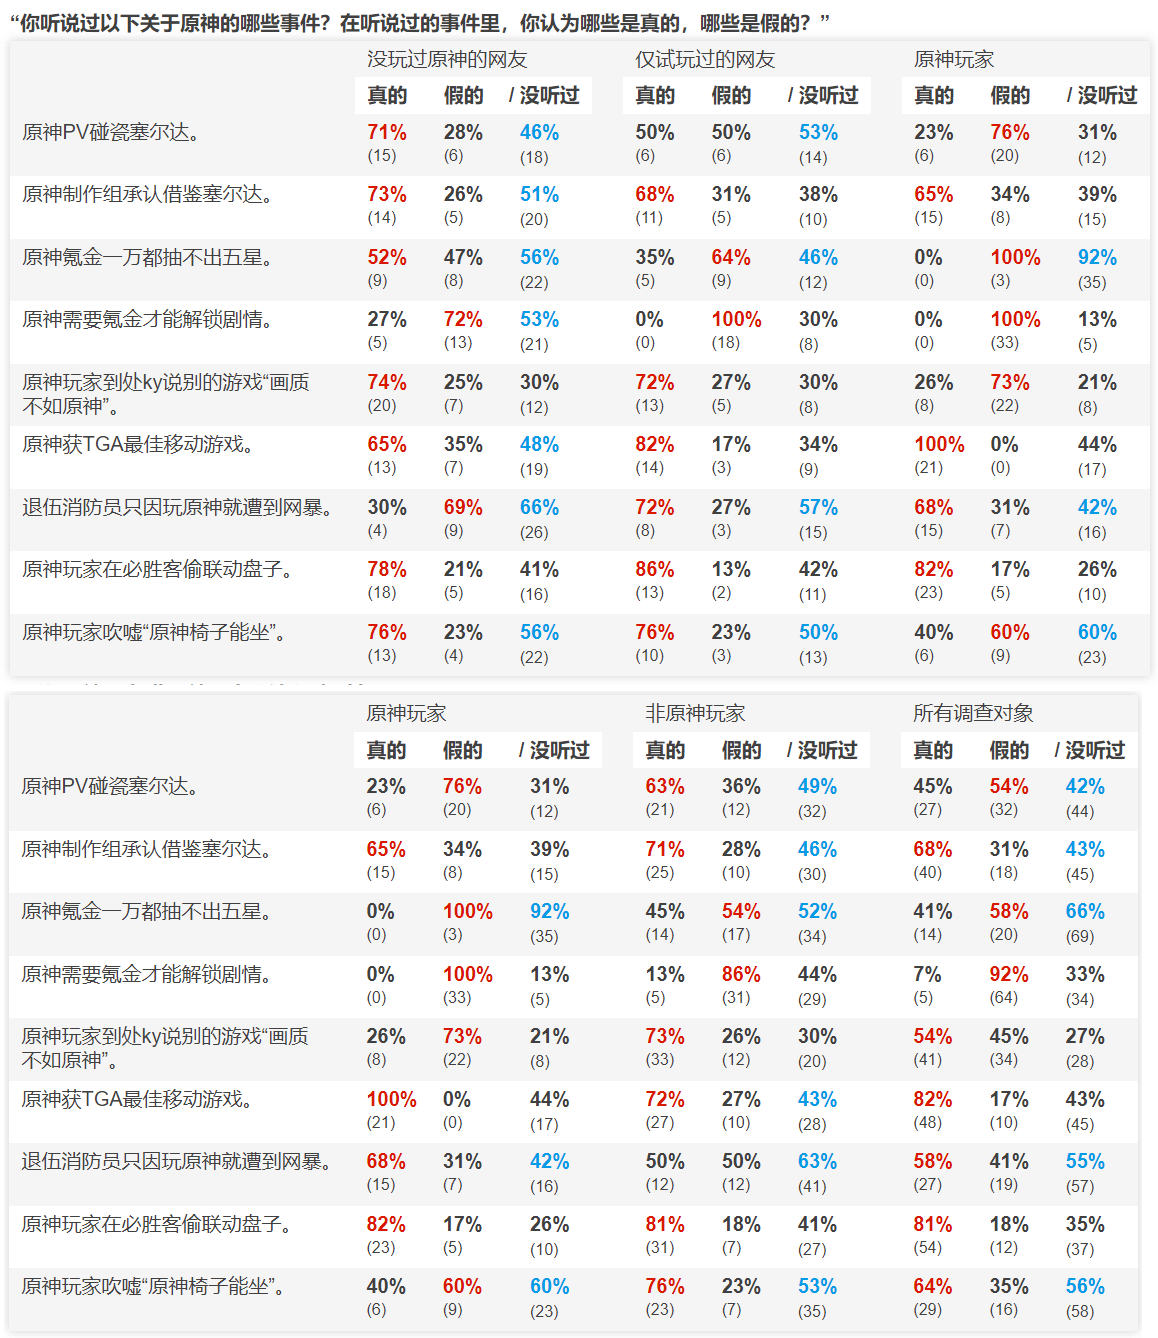 “你听说过以下关于原神的哪些事件？在听说过的事件里，你认为哪些是真的，哪些是假的？”
没玩过原神的网友 仅试玩过的网友 原神玩家
真的 假的 / 没听过 真的 假的 / 没听过 真的 假的 / 没听过
原神PV碰瓷塞尔达。 71% 28% 46% 50% 50% 53% 23% 76% 31%
(15) (6) (18) (6) (6) (14) (6) (20) (12)
原神制作组承认借鉴塞尔达。 73% 26% 51% 68% 31% 38% 65% 34% 39%
(14) (5) (20) (11) (5) (10) (15) (8) (15)
原神氪金一万都抽不出五星。 52% 47% 56% 35% 64% 46% 0% 100% 92%
(9) (8) (22) (5) (9) (12) (0) (3) (35)
原神需要氪金才能解锁剧情。 27% 72% 53% 0% 100% 30% 0% 100% 13%
(5) (13) (21) (0) (18) (8) (0) (33) (5)
原神玩家到处ky说别的游戏“画质 74% 25% 30% 72% 27% 30% 26% 73% 21%
不如原神”。 (20) (7) (12) (13) (5) (8) (8) (22) (8)
原神获TGA最佳移动游戏。 65% 35% 48% 82% 17% 34% 100% 0% 44%
(13) (7) (19) (14) (3) (9) (21) (0) (17)
退伍消防员只因玩原神就遭到网暴。 30% 69% 66% 72% 27% 57% 68% 31% 42%
(4) (9) (26) (8) (3) (15) (15) (7) (16)
原神玩家在必胜客偷联动盘子。 78% 21% 41% 86% 13% 42% 82% 17% 26%
(18) (5) (16) (13) (2) (11) (23) (5) (10)
原神玩家吹嘘“原神椅子能坐”。 76% 23% 56% 76% 23% 50% 40% 60% 60%
(13) (4) (22) (10) (3) (13) (6) (9) (23)
原神玩家 非原神玩家 所有调查对象
真的 假的 / 没听过 真的 假的 / 没听过 真的 假的 / 没听过
原神PV碰瓷塞尔达。 23% 76% 31% 63% 36% 49% 45% 54% 42%
(6) (20) (12) (21) (12) (32) (27) (32) (44)
原神制作组承认借鉴塞尔达。 65% 34% 39% 71% 28% 46% 68% 31% 43%
(15) (8) (15) (25) (10) (30) (40) (18) (45)
原神氪金一万都抽不出五星。 0% 100% 92% 45% 54% 52% 41% 58% 66%
(0) (3) (35) (14) (17) (34) (14) (20) (69)
原神需要氪金才能解锁剧情。 0% 100% 13% 13% 86% 44% 7% 92% 33%
(0) (33) (5) (5) (31) (29) (5) (64) (34)
原神玩家到处ky说别的游戏“画质 26% 73% 21% 73% 26% 30% 54% 45% 27%
不如原神”。 (8) (22) (8) (33) (12) (20) (41) (34) (28)
原神获TGA最佳移动游戏。 100% 0% 44% 72% 27% 43% 82% 17% 43%
(21) (0) (17) (27) (10) (28) (48) (10) (45)
退伍消防员只因玩原神就遭到网暴。 68% 31% 42% 50% 50% 63% 58% 41% 55%
(15) (7) (16) (12) (12) (41) (27) (19) (57)
原神玩家在必胜客偷联动盘子。 82% 17% 26% 81% 18% 41% 81% 18% 35%
(23) (5) (10) (31) (7) (27) (54) (12) (37)
原神玩家吹嘘“原神椅子能坐”。 40% 60% 60% 76% 23% 53% 64% 35% 56%
(6) (9) (23) (23) (7) (35) (29) (16) (58)